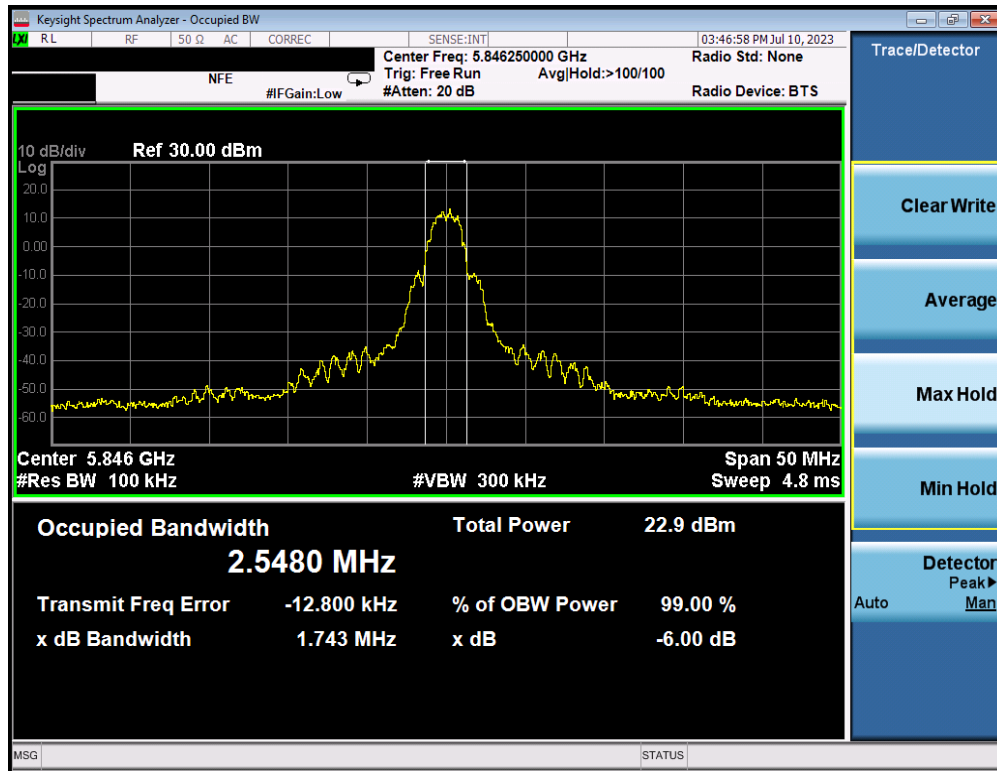 Keysight Spectrum Analyzer - Occupied BW
LXI RL RF 50 Ω AC CORREC SENSE:INT 03:46:58 PM Jul 10, 2023
NFE
#IFGain:Low
Center Freq: 5.846250000 GHz
Trig: Free Run Avg|Hold:>100/100
#Atten: 20 dB
Radio Std: None
Radio Device: BTS
10 dB/div Ref 30.00 dBm
Log
20.0
10.0
0.00
-10.0
-20.0
-30.0
-40.0
-50.0
-60.0
Center 5.846 GHz Span 50 MHz
#Res BW 100 kHz #VBW 300 kHz Sweep 4.8 ms
Occupied Bandwidth Total Power 22.9 dBm
2.5480 MHz
Transmit Freq Error -12.800 kHz % of OBW Power 99.00 %
x dB Bandwidth 1.743 MHz x dB -6.00 dB
MSG STATUS
Trace/Detector
Clear Write
Average
Max Hold
Min Hold
Detector
Peak▶
Auto Man